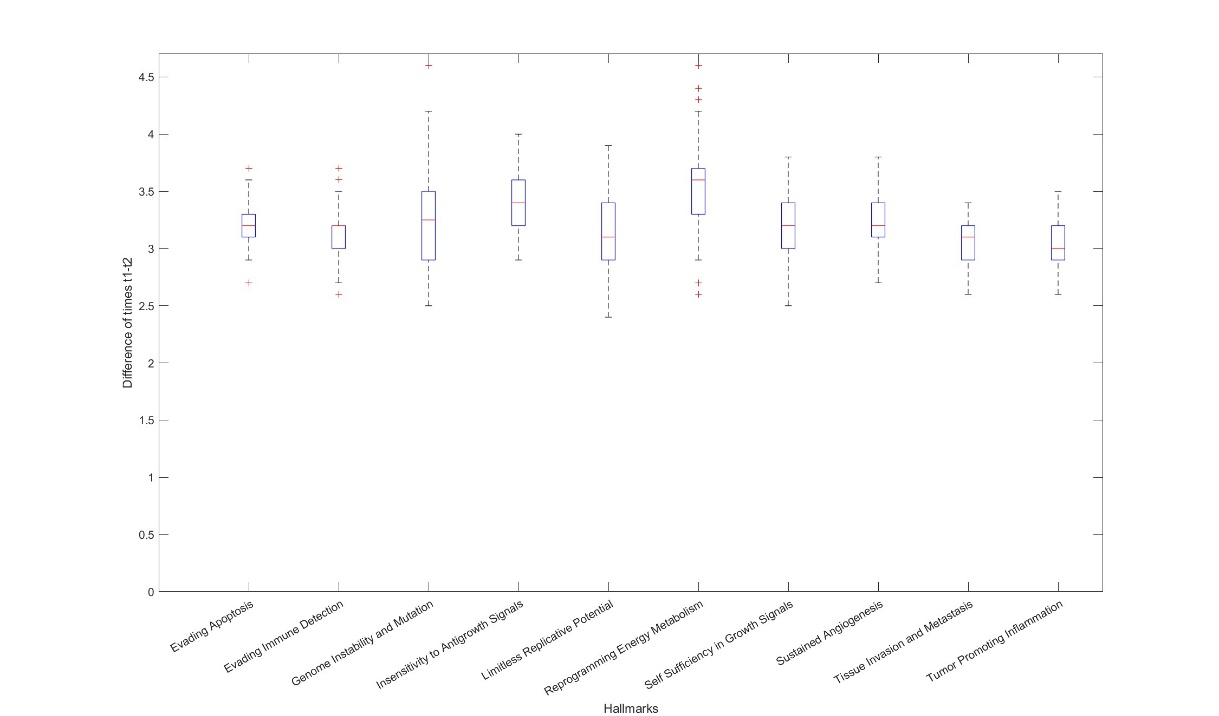 4.5
4
3.5
3
2.5
2
1.5
1
0.5
0
Difference of times t1-t2
Evading Apoptosis
Evading Immune Detection
Genome Instability and Mutation
Insensitivity to Antigrowth Signals
Limitless Replicative Potential
Reprogramming Energy Metabolism
Self Sufficiency in Growth Signals
Sustained Angiogenesis
Tissue Invasion and Metastasis
Tumor Promoting Inflammation
Hallmarks